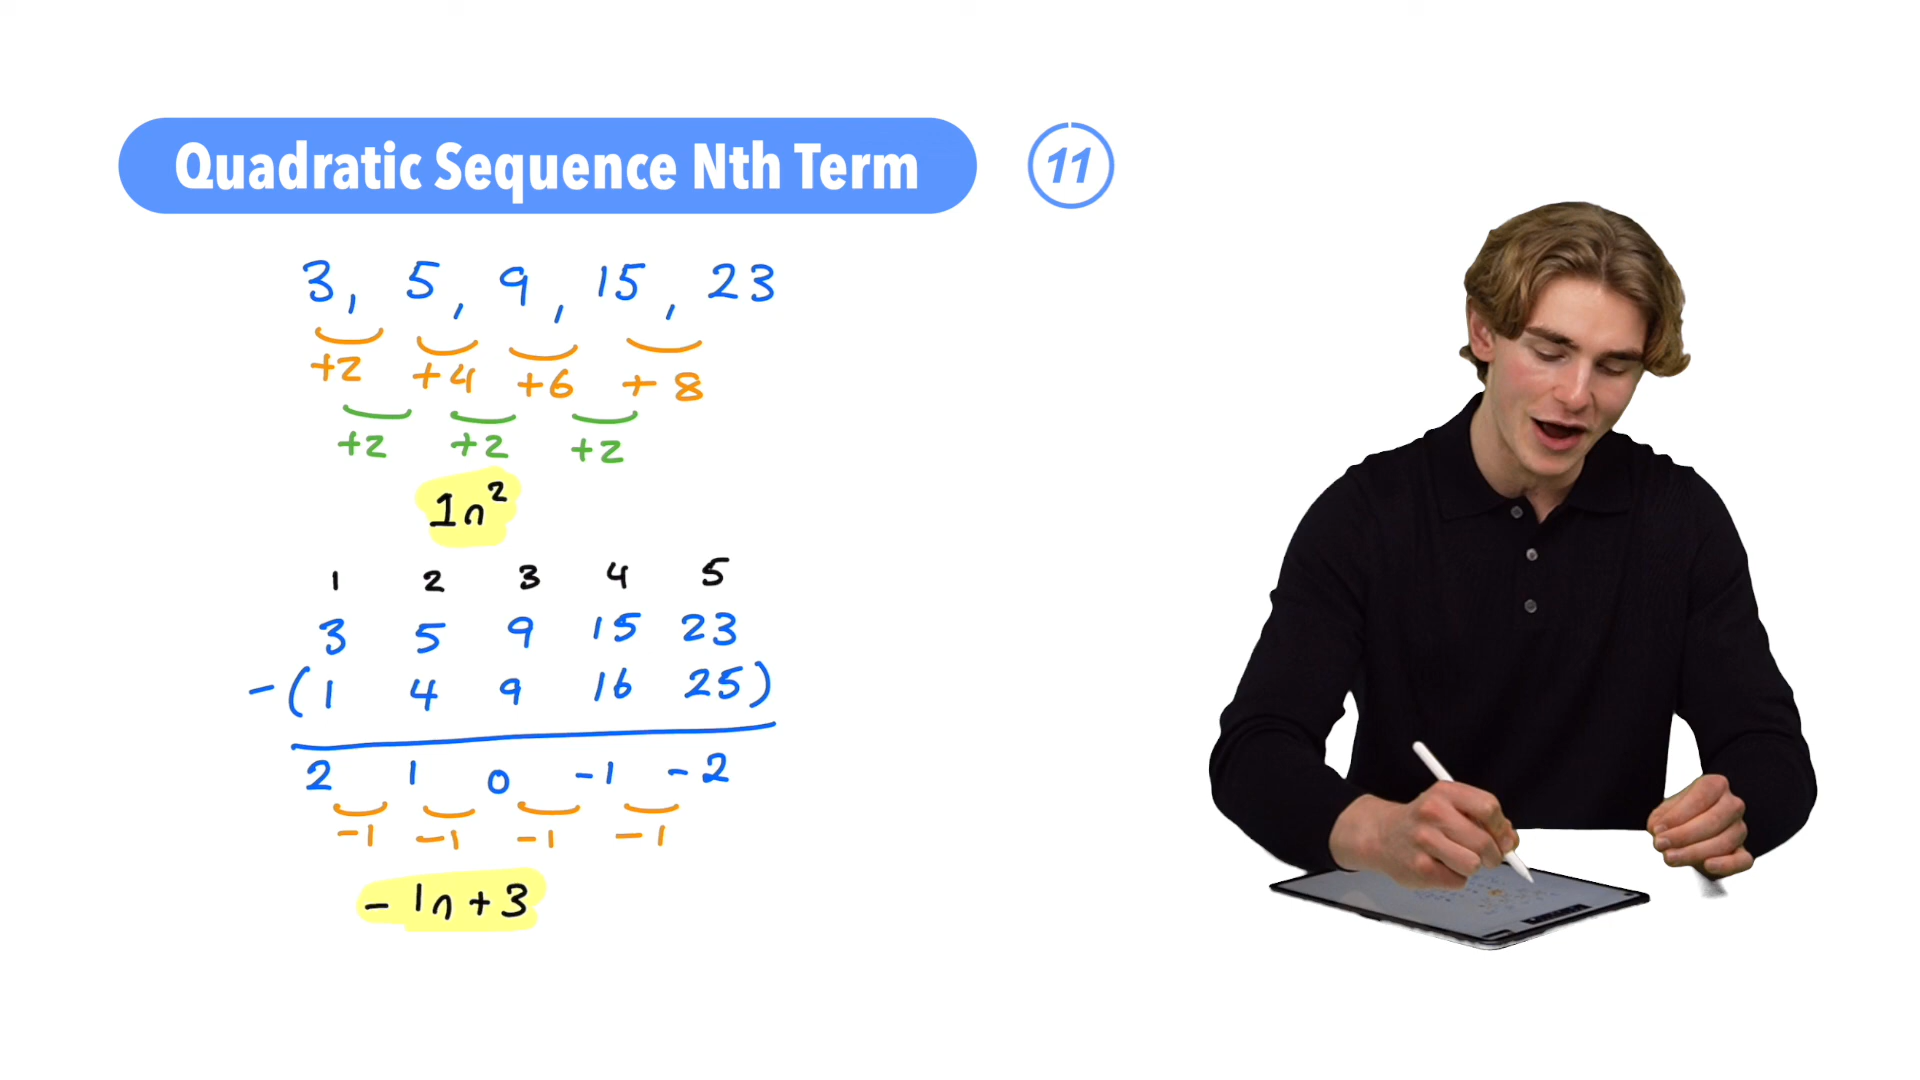 Quadratic Sequence Nth Term 11
3, 5, 9, 15, 23
+2 +4 +6 +8
+2 +2 +2
1n²
1 2 3 4 5
3 5 9 15 23
-(1 4 9 16 25)
2 1 0 -1 -2
-1 -1 -1 -1
-1n+3